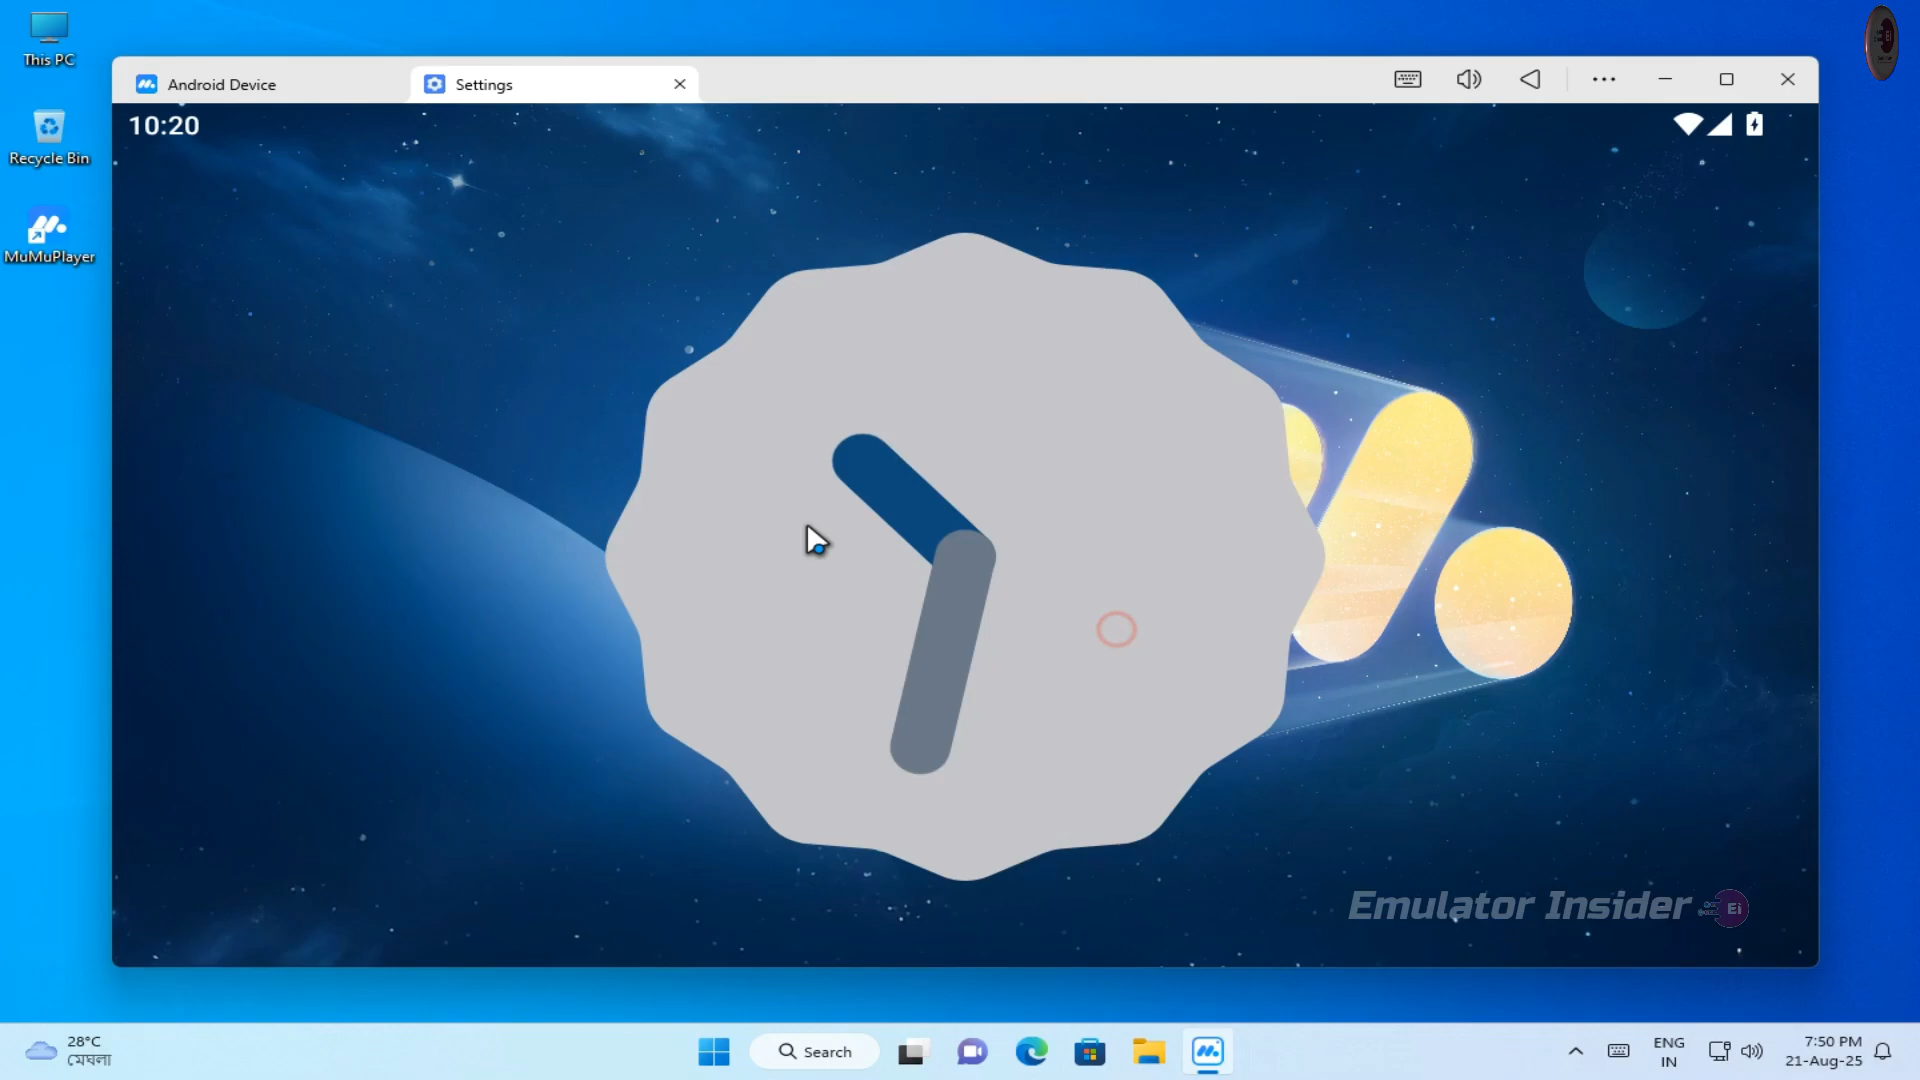 This PC
Recycle Bin
MuMuPlayer
Android Device
Settings
10:20
Emulator Insider
Ei
28°C
মেঘলা
Search
ENG
IN
7:50 PM
21-Aug-25